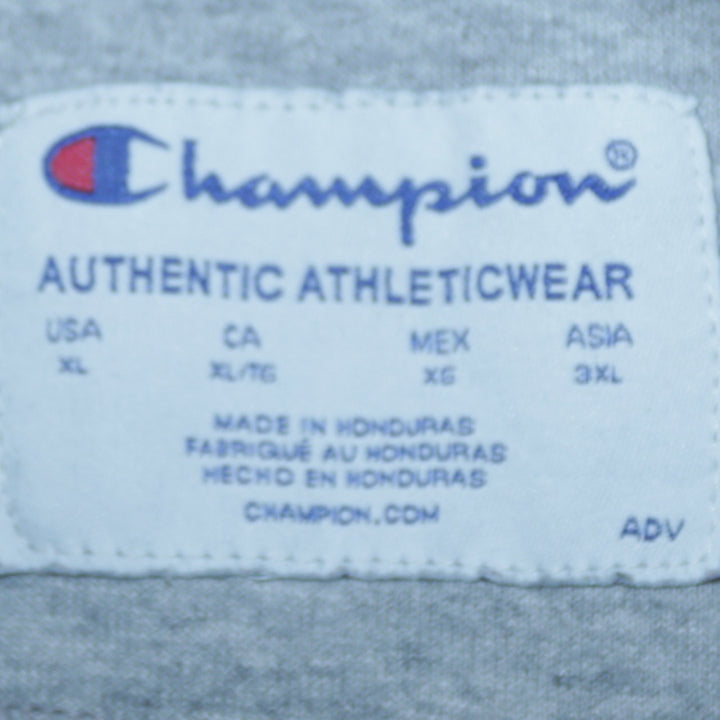 Champion®
AUTHENTIC ATHLETICWEAR
USA CA MEX ASIA
XL XL/TG XG 3XL
MADE IN HONDURAS
FABRIQUÉ AU HONDURAS
HECHO EN HONDURAS
CHAMPION.COM
ADV